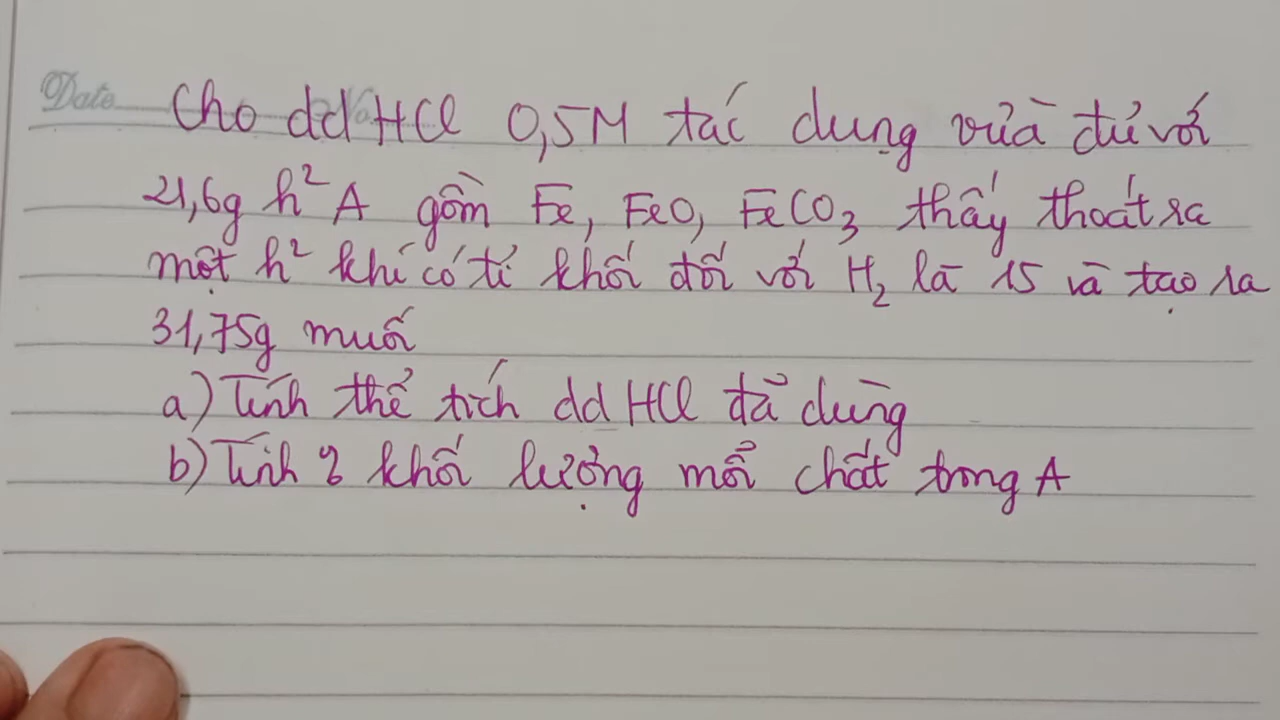 Date
No.
Cho dd HCl 0,5M tác dụng vừa đủ với
21,6g h² A gồm Fe, FeO, FeCO₃ thấy thoát ra
một h² khí có tỉ khối đối với H₂ là 15 và tạo ra
31,75g muối
a) Tính thể tích dd HCl đã dùng
b) Tính % khối lượng mỗi chất trong A